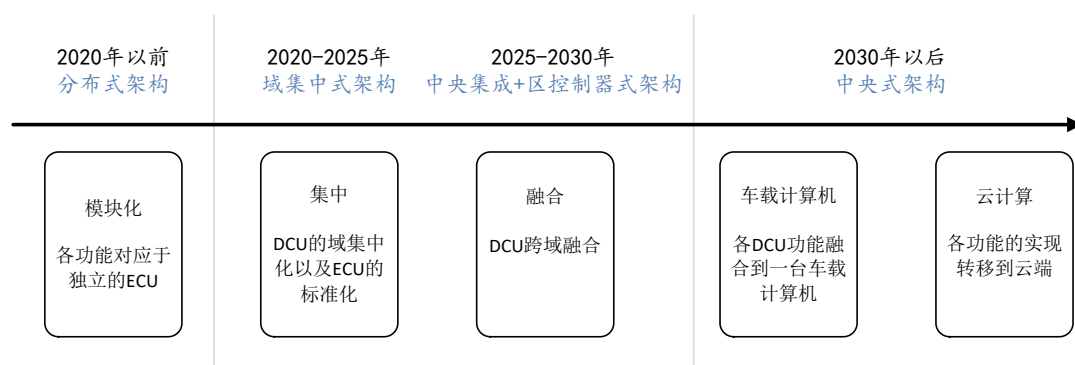 2020年以前
分布式架构
2020-2025年
域集中式架构
2025-2030年
中央集成+区控制器式架构
2030年以后
中央式架构
模块化
各功能对应于
独立的ECU
集中
DCU的域集中
化以及ECU的
标准化
融合
DCU跨域融合
车载计算机
各DCU功能融
合到一台车载
计算机
云计算
各功能的实现
转移到云端